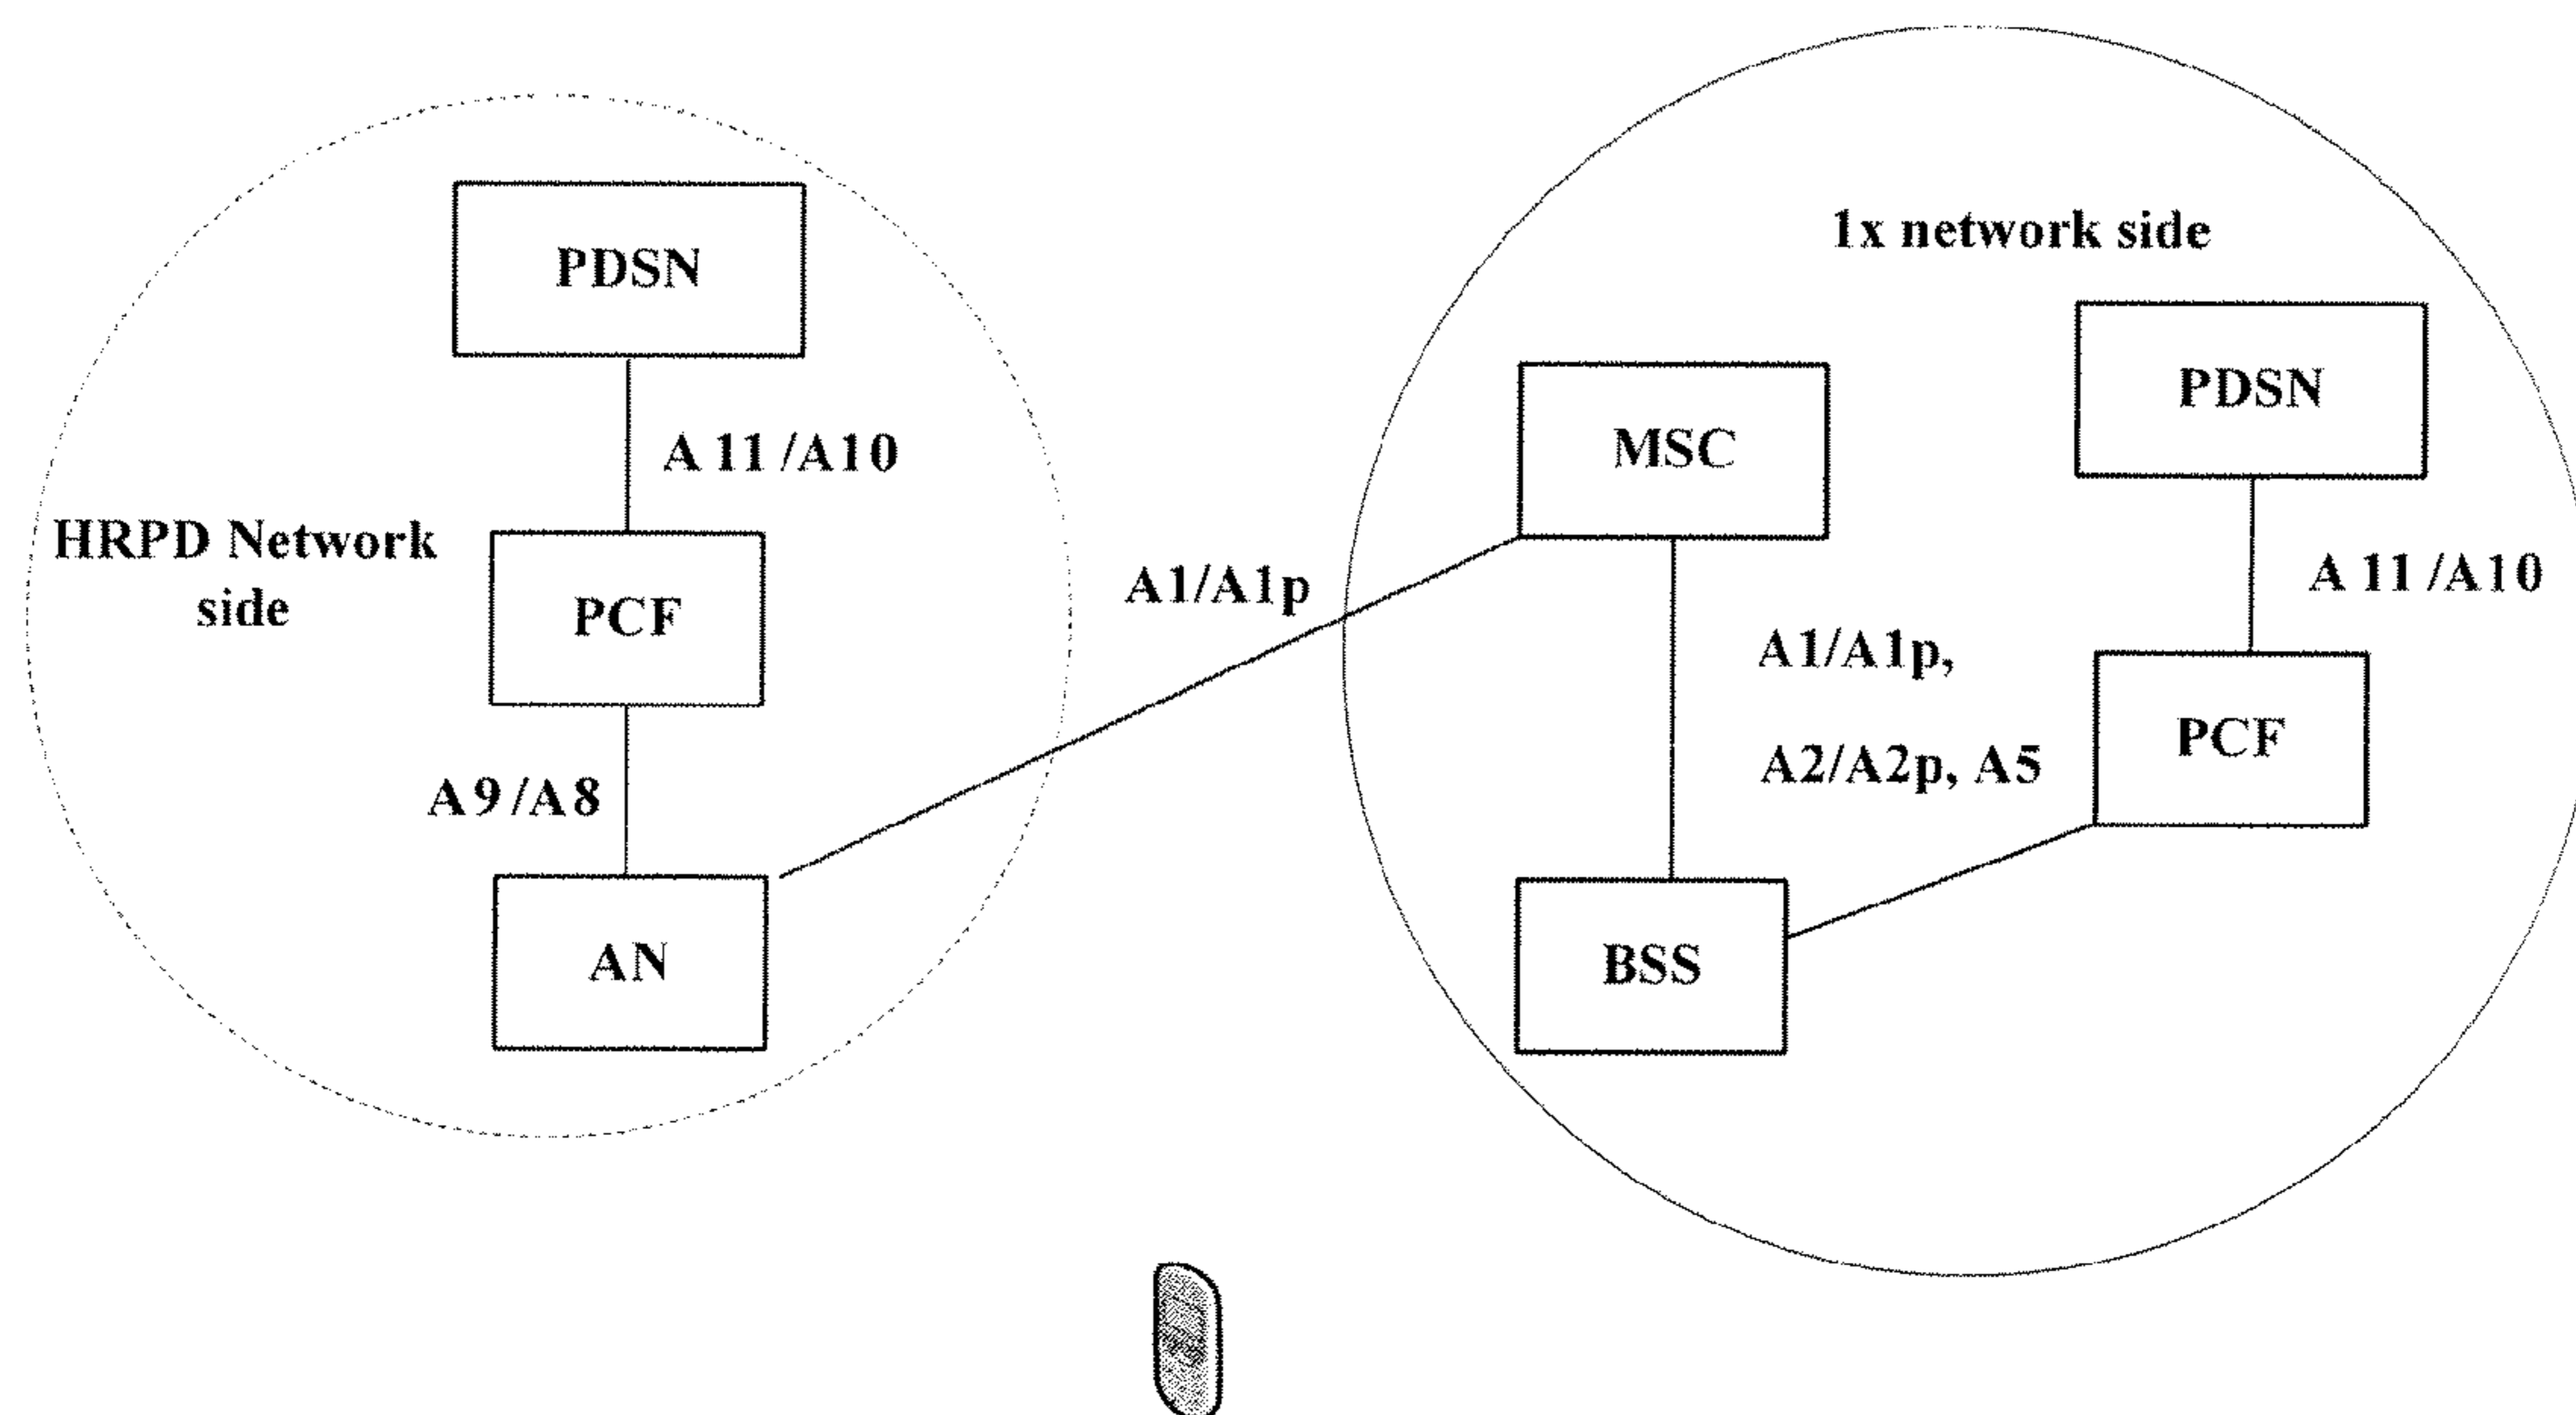 PDSN
A 11 /A10
HRPD Network
side
PCF
A9 /A8
AN
A1/A1p
1x network side
MSC
PDSN
A1/A1p,
A2/A2p, A5
A 11 /A10
PCF
BSS